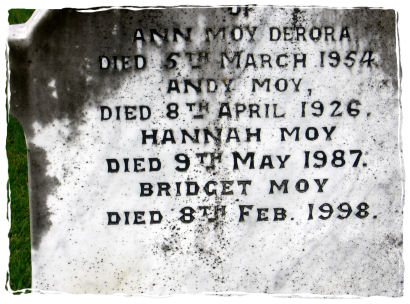 OF
ANN MOY DERORA
DIED 5TH MARCH 1954
ANDY MOY,
DIED 8TH APRIL 1926.
HANNAH MOY
DIED 9TH MAY 1987.
BRIDGET MOY
DIED 8TH FEB. 1998.